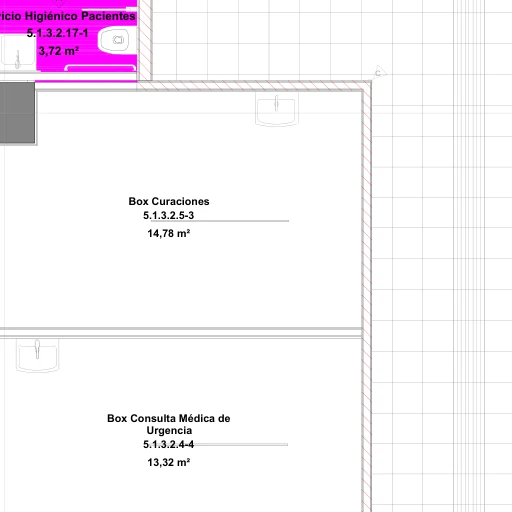 Higiénico Pacientes
5.1.3.2.17-1
3,72 m²
Box Curaciones
5.1.3.2.5-3
14,78 m²
Box Consulta Médica de
Urgencia
5.1.3.2.4-4
13,32 m²